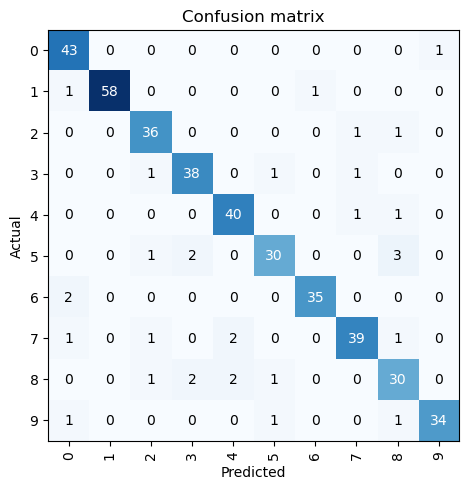 Confusion matrix
Actual
0 43 0 0 0 0 0 0 0 0 1
1 1 58 0 0 0 0 1 0 0 0
2 0 0 36 0 0 0 0 1 1 0
3 0 0 1 38 0 1 0 1 0 0
4 0 0 0 0 40 0 0 1 1 0
5 0 0 1 2 0 30 0 0 3 0
6 2 0 0 0 0 0 35 0 0 0
7 1 0 1 0 2 0 0 39 1 0
8 0 0 1 2 2 1 0 0 30 0
9 1 0 0 0 0 1 0 0 1 34
0 1 2 3 4 5 6 7 8 9
Predicted